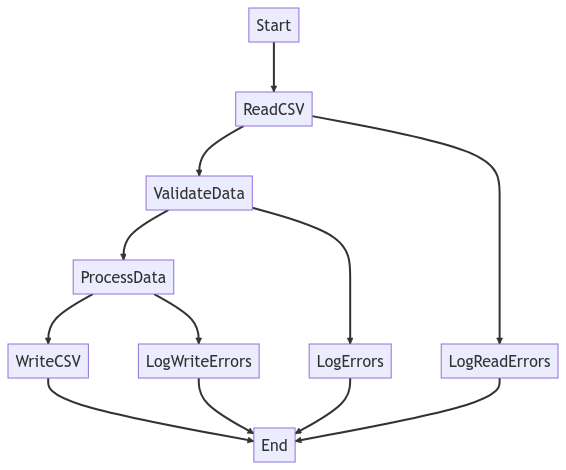 Start
ReadCSV
ValidateData
ProcessData
WriteCSV
LogWriteErrors
LogErrors
LogReadErrors
End